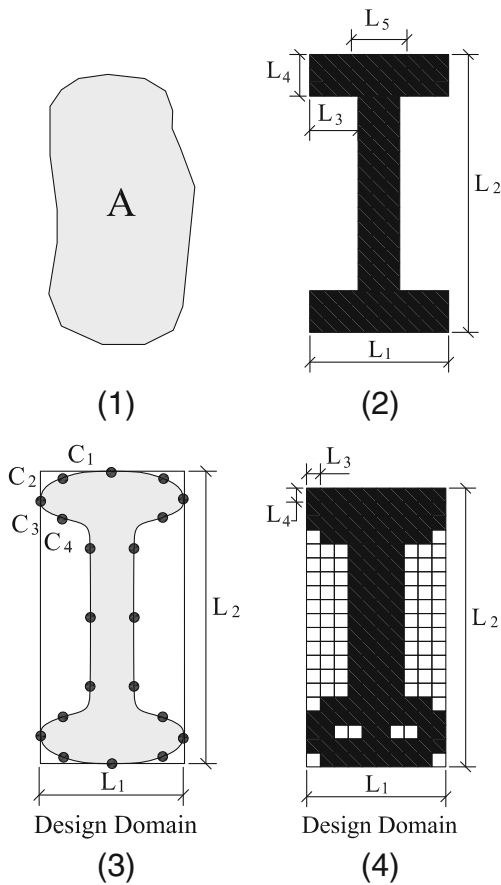 A
(1)
L5
L4
L3
L2
L1
(2)
C1
C2
C3
C4
L2
L1
Design Domain
(3)
L3
L4
L2
L1
Design Domain
(4)